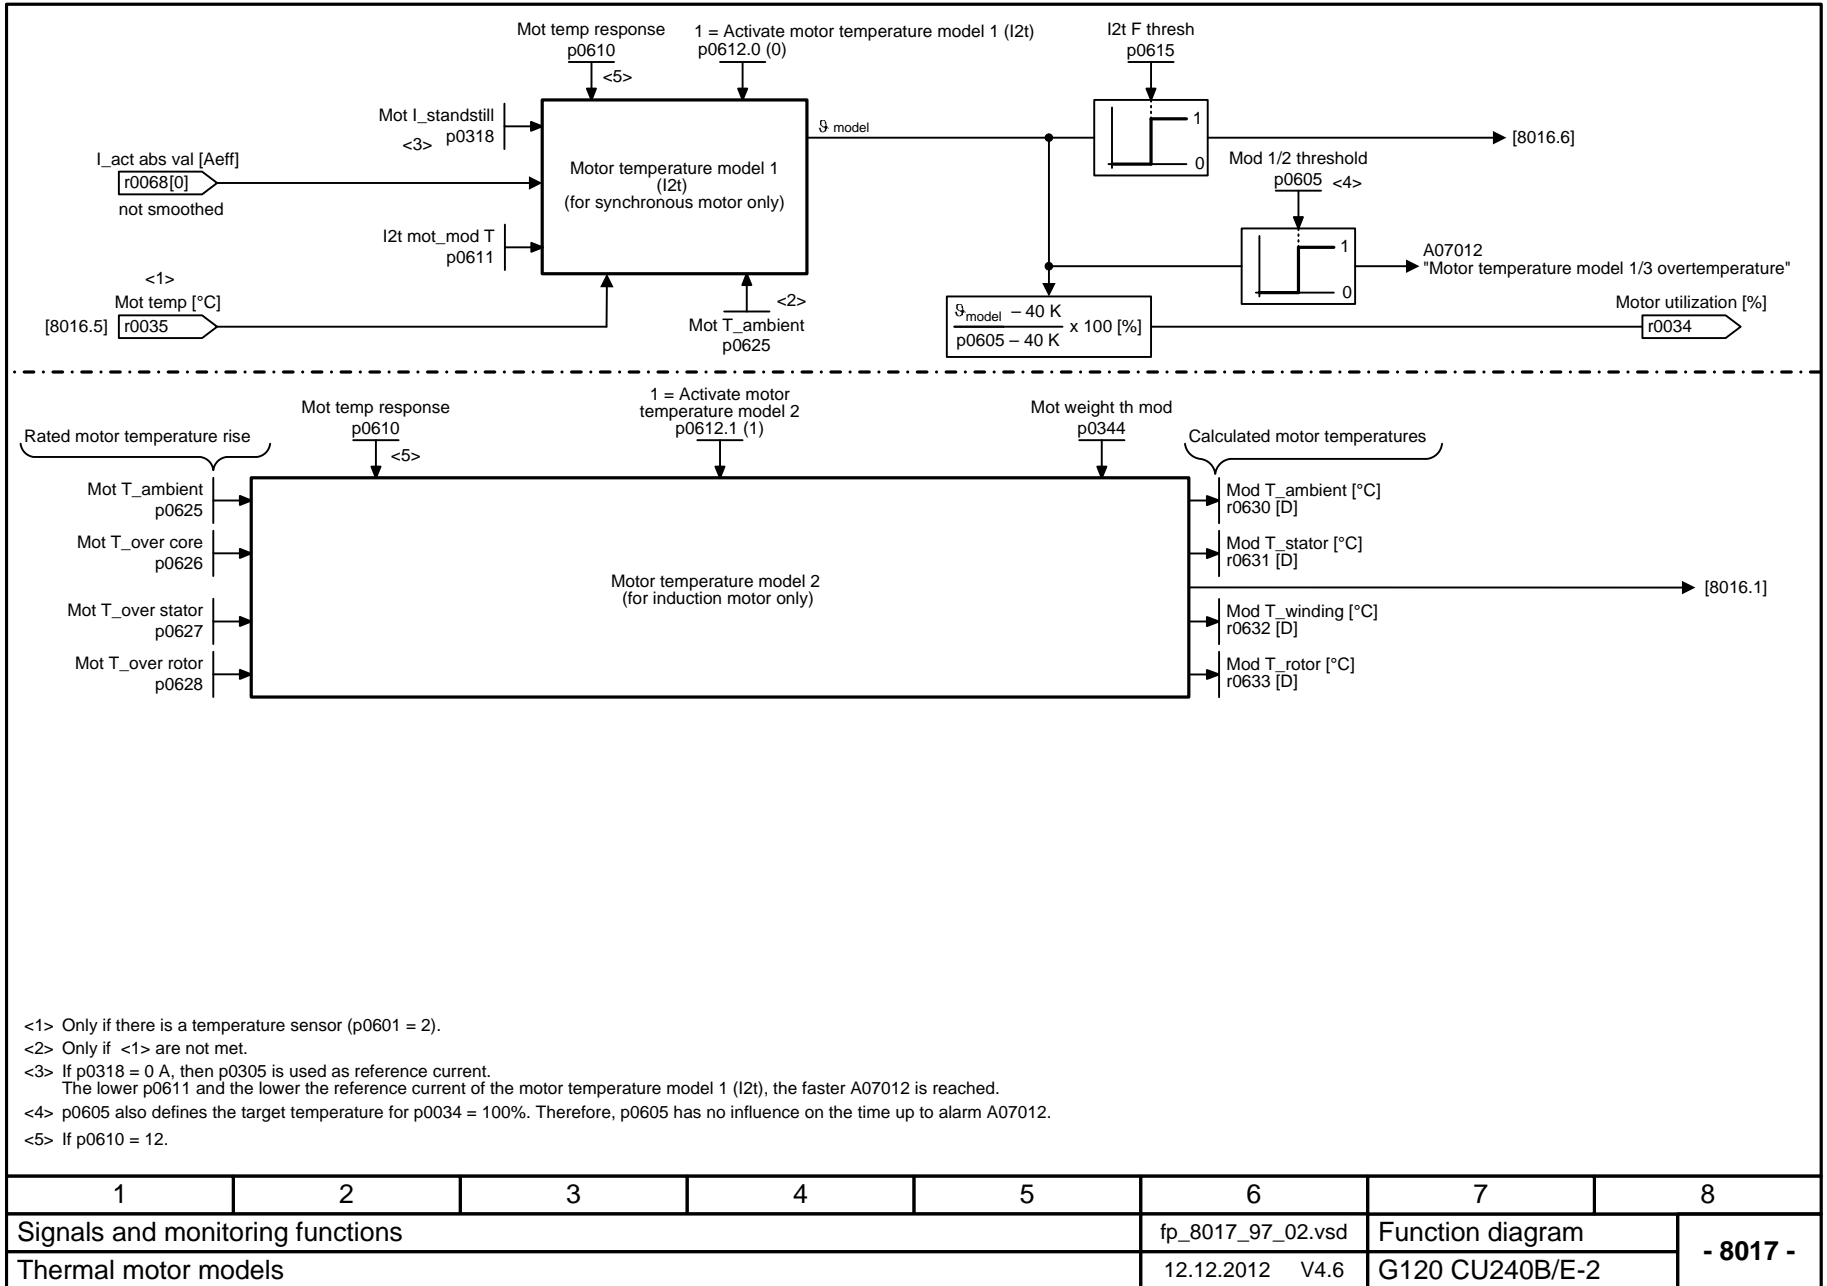 Mot temp response
p0610
<5>
1 = Activate motor temperature model 1 (I2t)
p0612.0 (0)
I2t F thresh
p0615
Mot I_standstill
<3> p0318
I_act abs val [Aeff]
r0068[0]
not smoothed
I2t mot_mod T
p0611
<1>
Mot temp [°C]
[8016.5] r0035
Motor temperature model 1
(I2t)
(for synchronous motor only)
<2>
Mot T_ambient
p0625
ϑ model
1
0
[8016.6]
Mod 1/2 threshold
p0605 <4>
1
0
A07012
"Motor temperature model 1/3 overtemperature"
ϑmodel – 40 K
p0605 – 40 K
x 100 [%]
Motor utilization [%]
r0034
Rated motor temperature rise
Mot temp response
p0610
<5>
1 = Activate motor
temperature model 2
p0612.1 (1)
Mot weight th mod
p0344
Calculated motor temperatures
Mot T_ambient
p0625
Mot T_over core
p0626
Mot T_over stator
p0627
Mot T_over rotor
p0628
Motor temperature model 2
(for induction motor only)
Mod T_ambient [°C]
r0630 [D]
Mod T_stator [°C]
r0631 [D]
[8016.1]
Mod T_winding [°C]
r0632 [D]
Mod T_rotor [°C]
r0633 [D]
<1> Only if there is a temperature sensor (p0601 = 2).
<2> Only if <1> are not met.
<3> If p0318 = 0 A, then p0305 is used as reference current.
The lower p0611 and the lower the reference current of the motor temperature model 1 (I2t), the faster A07012 is reached.
<4> p0605 also defines the target temperature for p0034 = 100%. Therefore, p0605 has no influence on the time up to alarm A07012.
<5> If p0610 = 12.
1 2 3 4 5 6 7 8
Signals and monitoring functions
fp_8017_97_02.vsd
Function diagram
- 8017 -
Thermal motor models
12.12.2012 V4.6
G120 CU240B/E-2